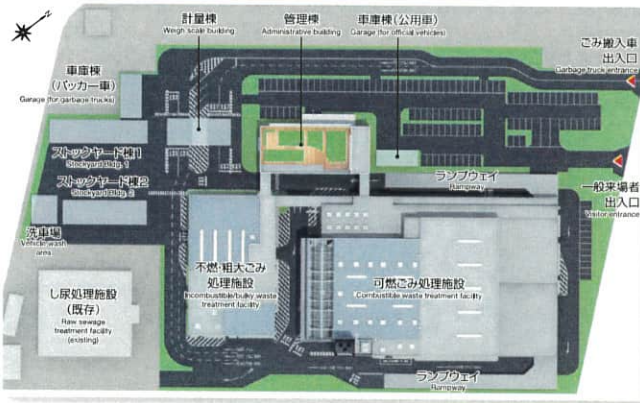 計量棟
Weigh scale building
管理棟
Administrative building
車庫棟(公用車)
Garage (for official vehicles)
ごみ搬入車
出入口
Garbage truck entrance
車庫棟
(パッカー車)
Garage (for garbage trucks)
ストックヤード棟1
Stockyard Bldg. 1
ストックヤード棟2
Stockyard Bldg. 2
ランプウェイ
Rampway
一般来場者
出入口
Visitor entrance
洗車場
Vehicle wash
area
不燃・粗大ごみ
処理施設
Incombustible/bulky waste
treatment facility
可燃ごみ処理施設
Combustible waste treatment facility
し尿処理施設
(既存)
Raw sewage
treatment facility
(existing)
ランプウェイ
Rampway